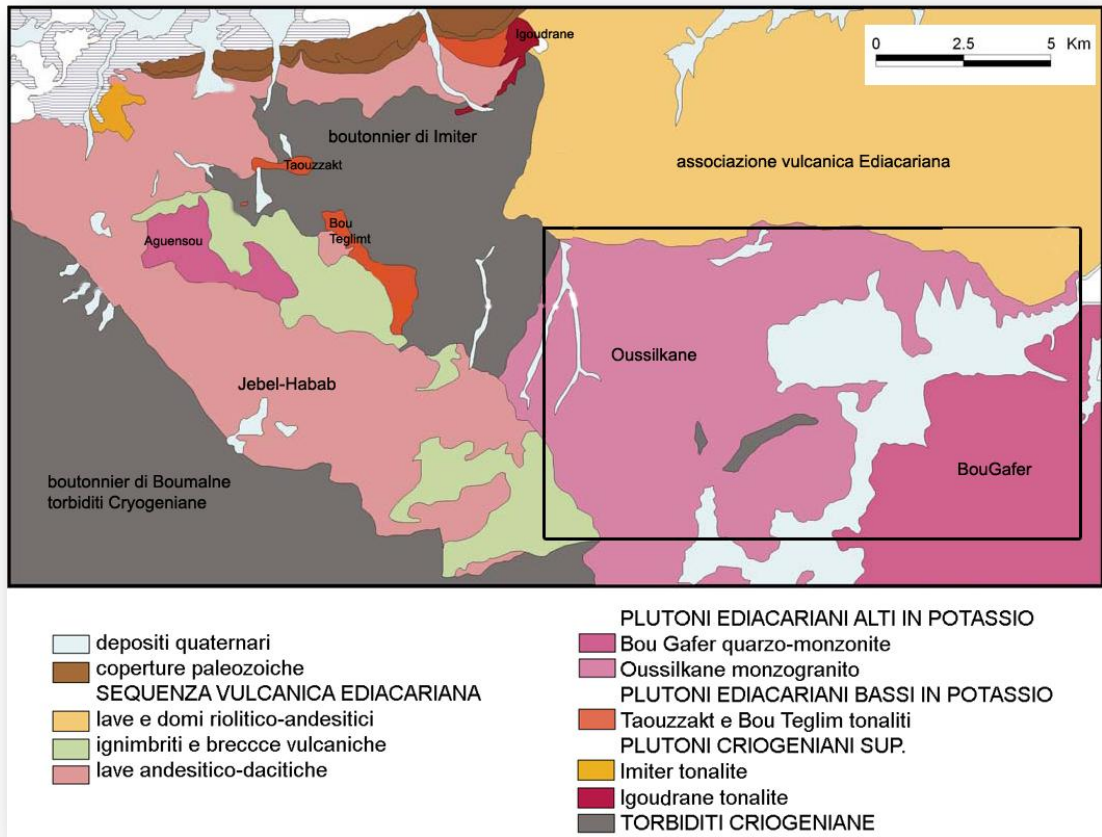 Igoudrane
0 2.5 5 Km
boutonnier di Imiter
associazione vulcanica Ediacariana
Taouzzakt
Bou
Teglimt
Aguensou
Oussilkane
Jebel-Habab
BouGafer
boutonnier di Boumalne
torbiditi Cryogeniane
depositi quaternari
coperture paleozoiche
SEQUENZA VULCANICA EDIACARIANA
lave e domi riolitico-andesitici
ignimbriti e breccce vulcaniche
lave andesitico-dacitiche
PLUTONI EDIACARIANI ALTI IN POTASSIO
Bou Gafer quarzo-monzonite
Oussilkane monzogranito
PLUTONI EDIACARIANI BASSI IN POTASSIO
Taouzzakt e Bou Teglim tonaliti
PLUTONI CRIOGENIANI SUP.
Imiter tonalite
Igoudrane tonalite
TORBIDITI CRIOGENIANE